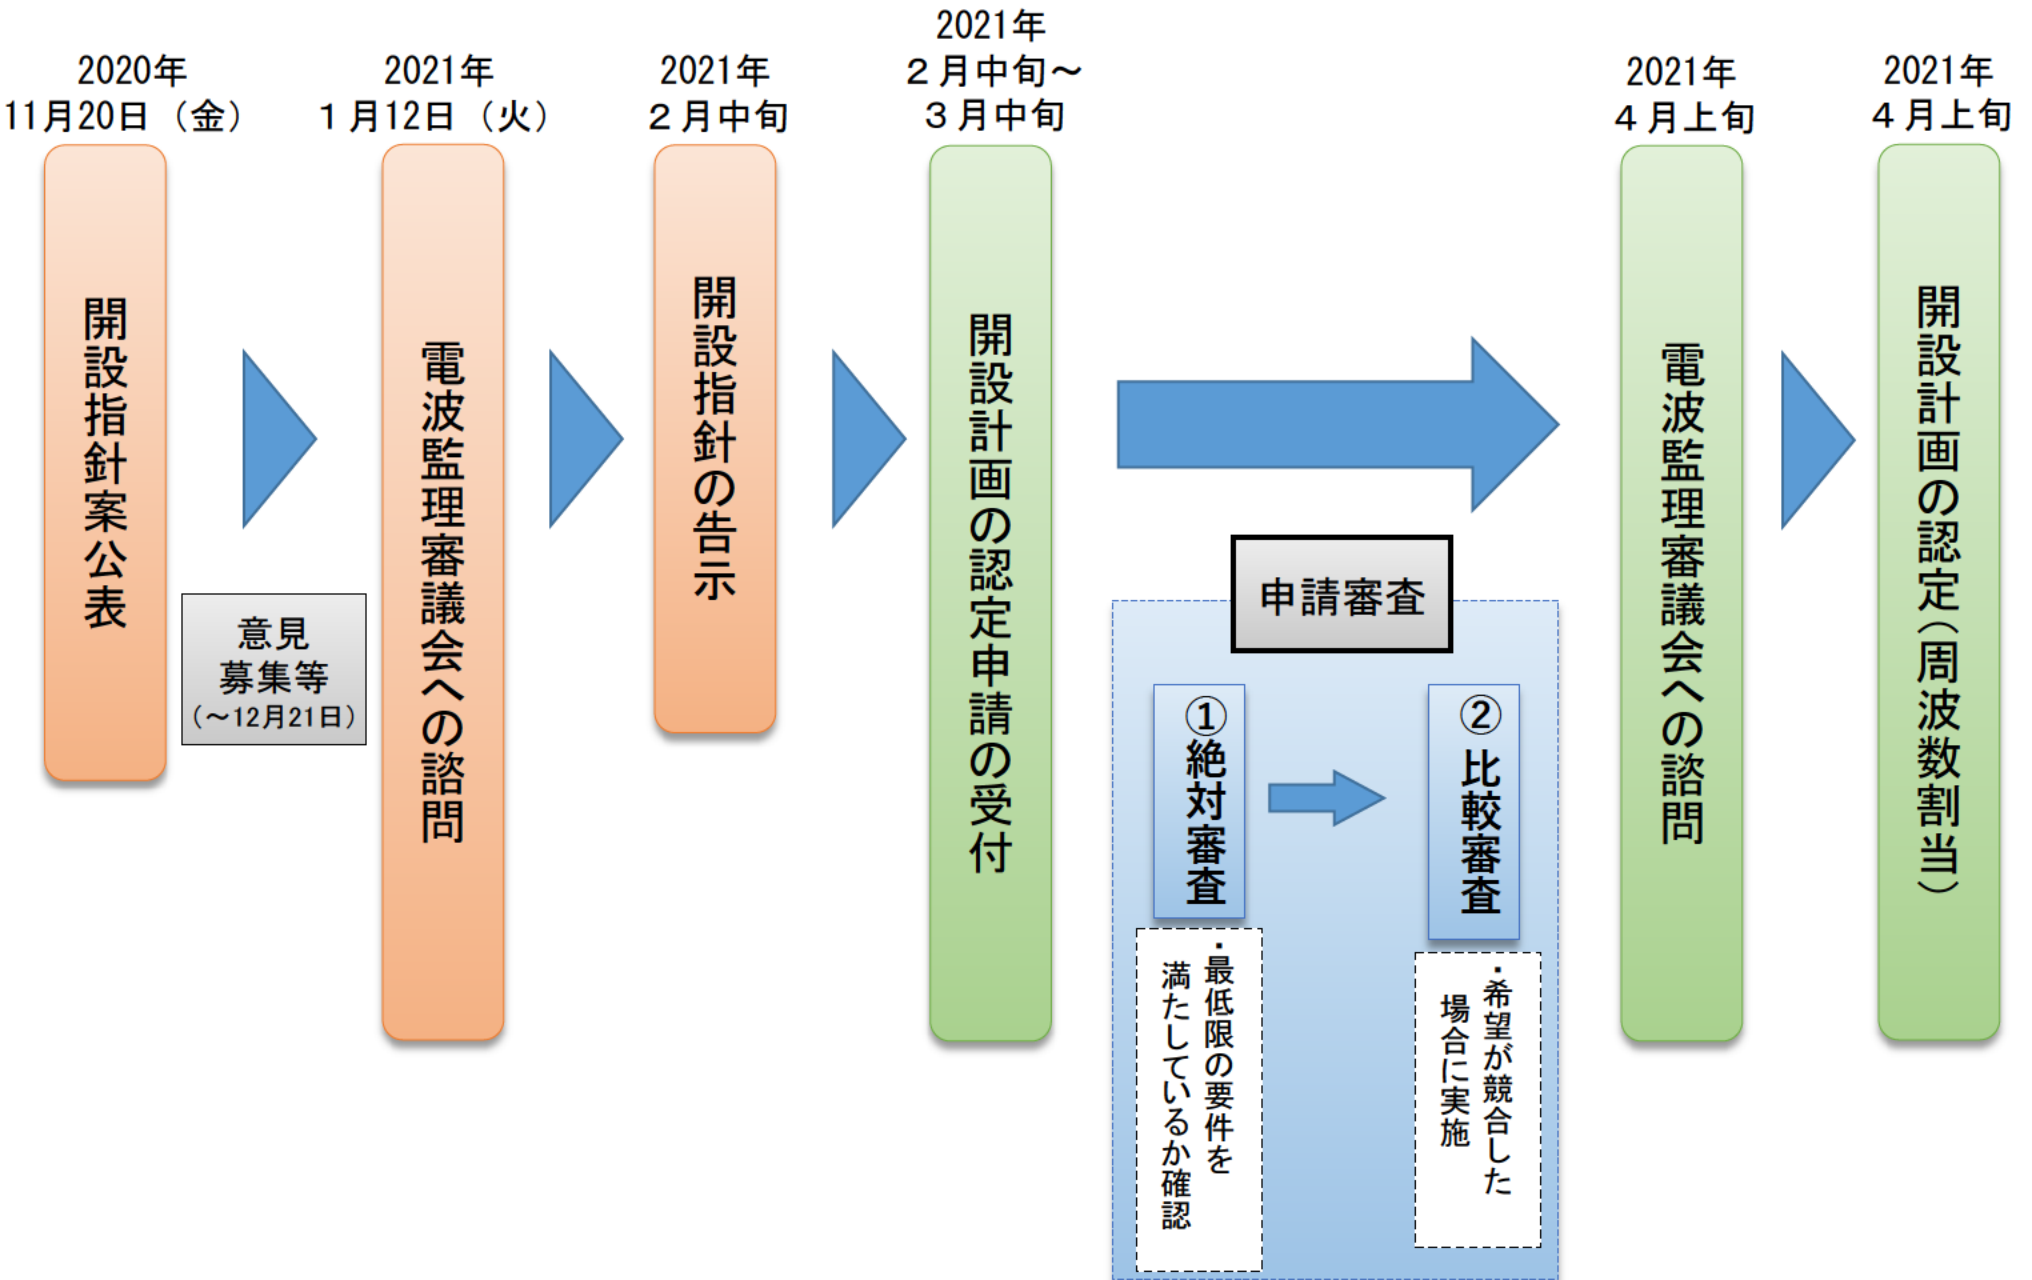 2020年
11月20日（金）
開設指針案公表
意見
募集等
（～12月21日）
2021年
１月12日（火）
電波監理審議会への諮問
2021年
２月中旬
開設指針の告示
2021年
２月中旬～
３月中旬
開設計画の認定申請の受付
申請審査
①絶対審査
・最低限の要件を
満たしているか確認
②比較審査
・希望が競合した
場合に実施
2021年
４月上旬
電波監理審議会への諮問
2021年
４月上旬
開設計画の認定（周波数割当）